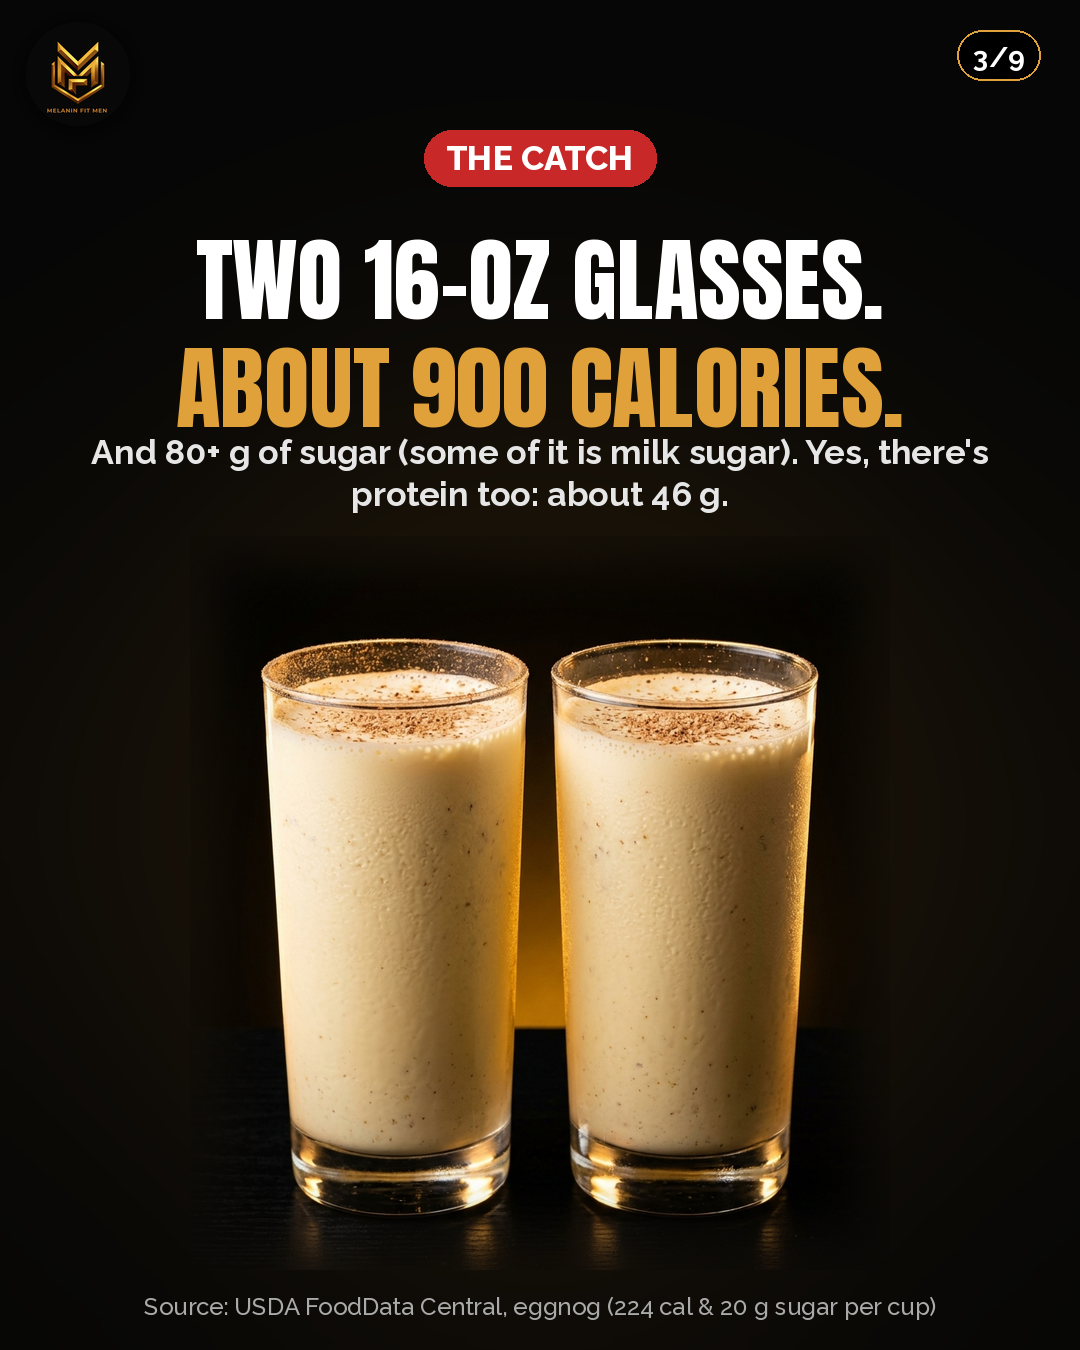 MELANIN FIT MEN
3/9
THE CATCH
TWO 16-OZ GLASSES.
ABOUT 900 CALORIES.
And 80+ g of sugar (some of it is milk sugar). Yes, there's
protein too: about 46 g.
Source: USDA FoodData Central, eggnog (224 cal & 20 g sugar per cup)